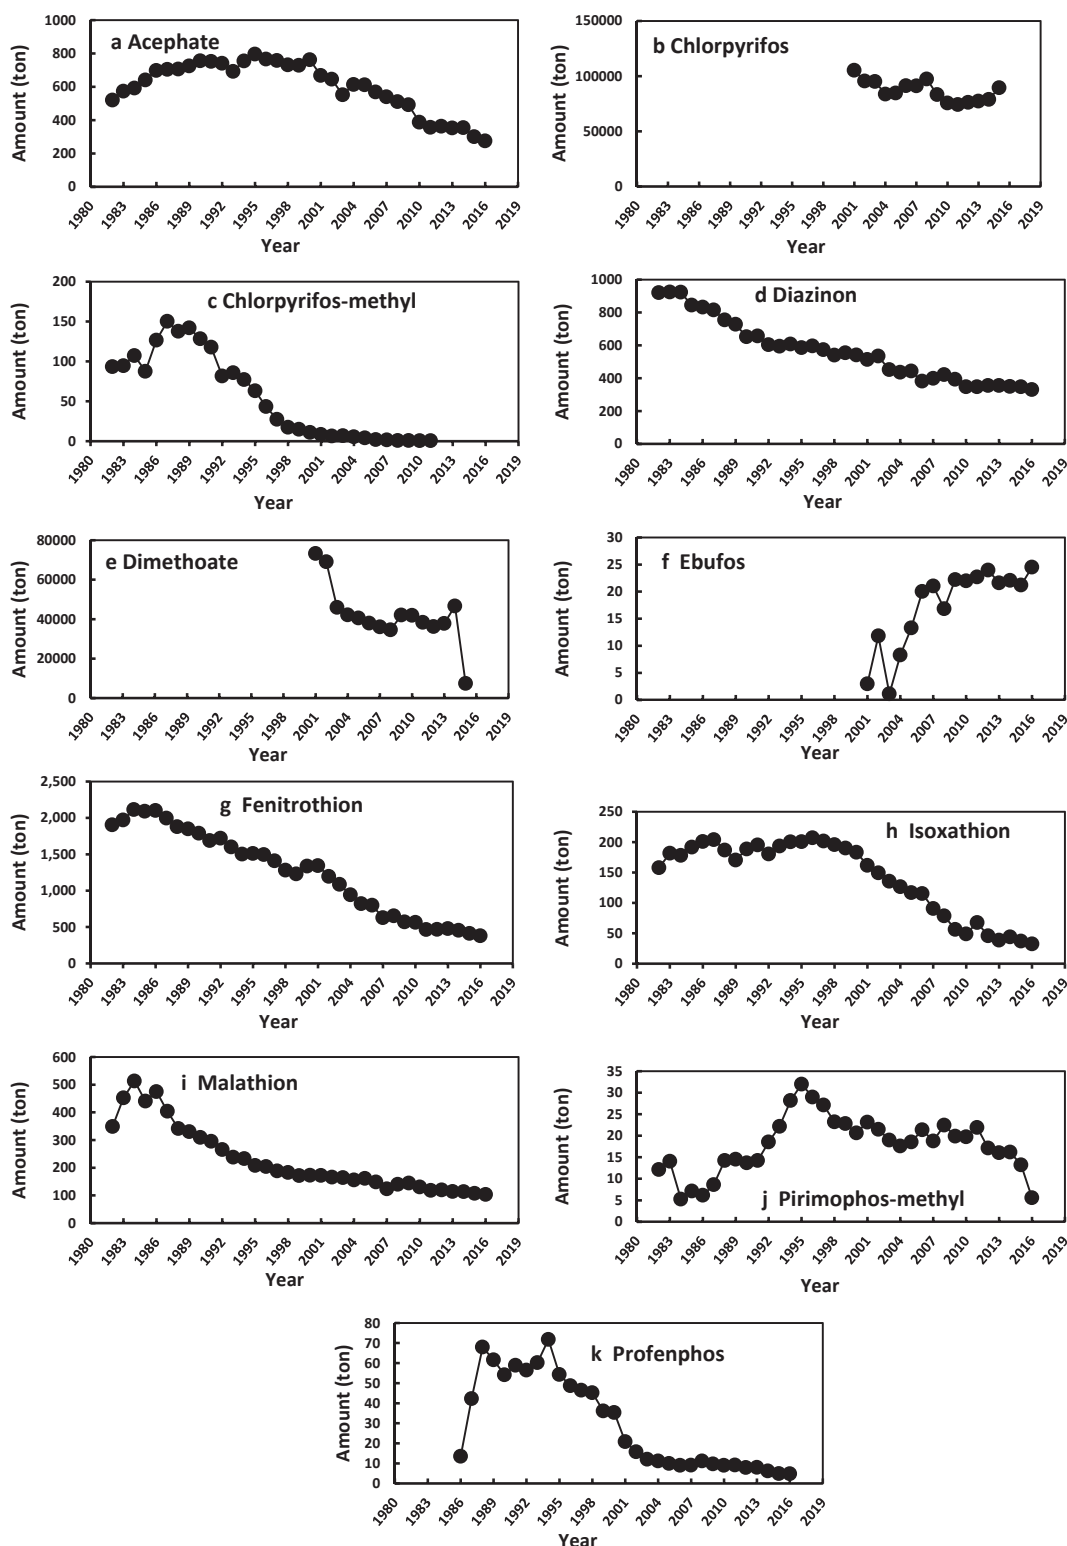 a Acephate
Amount (ton)
1000
800
600
400
200
0
1980 1983 1986 1989 1992 1995 1998 2001 2004 2007 2010 2013 2016 2019
Year
b Chlorpyrifos
Amount (ton)
150000
100000
50000
0
1980 1983 1986 1989 1992 1995 1998 2001 2004 2007 2010 2013 2016 2019
Year
c Chlorpyrifos-methyl
Amount (ton)
200
150
100
50
0
1980 1983 1986 1989 1992 1995 1998 2001 2004 2007 2010 2013 2016 2019
Year
d Diazinon
Amount (ton)
1000
800
600
400
200
0
1980 1983 1986 1989 1992 1995 1998 2001 2004 2007 2010 2013 2016 2019
Year
e Dimethoate
Amount (ton)
80000
60000
40000
20000
0
1980 1983 1986 1989 1992 1995 1998 2001 2004 2007 2010 2013 2016 2019
Year
f Ebufos
Amount (ton)
30
25
20
15
10
5
0
1980 1983 1986 1989 1992 1995 1998 2001 2004 2007 2010 2013 2016 2019
Year
g Fenitrothion
Amount (ton)
2,500
2,000
1,500
1,000
500
0
1980 1983 1986 1989 1992 1995 1998 2001 2004 2007 2010 2013 2016 2019
Year
h Isoxathion
Amount (ton)
250
200
150
100
50
0
1980 1983 1986 1989 1992 1995 1998 2001 2004 2007 2010 2013 2016 2019
Year
i Malathion
Amount (ton)
600
500
400
300
200
100
0
1980 1983 1986 1989 1992 1995 1998 2001 2004 2007 2010 2013 2016 2019
Year
j Pirimophos-methyl
Amount (ton)
35
30
25
20
15
10
5
0
1980 1983 1986 1989 1992 1995 1998 2001 2004 2007 2010 2013 2016 2019
Year
k Profenphos
Amount (ton)
80
70
60
50
40
30
20
10
0
1980 1983 1986 1989 1992 1995 1998 2001 2004 2007 2010 2013 2016 2019
Year